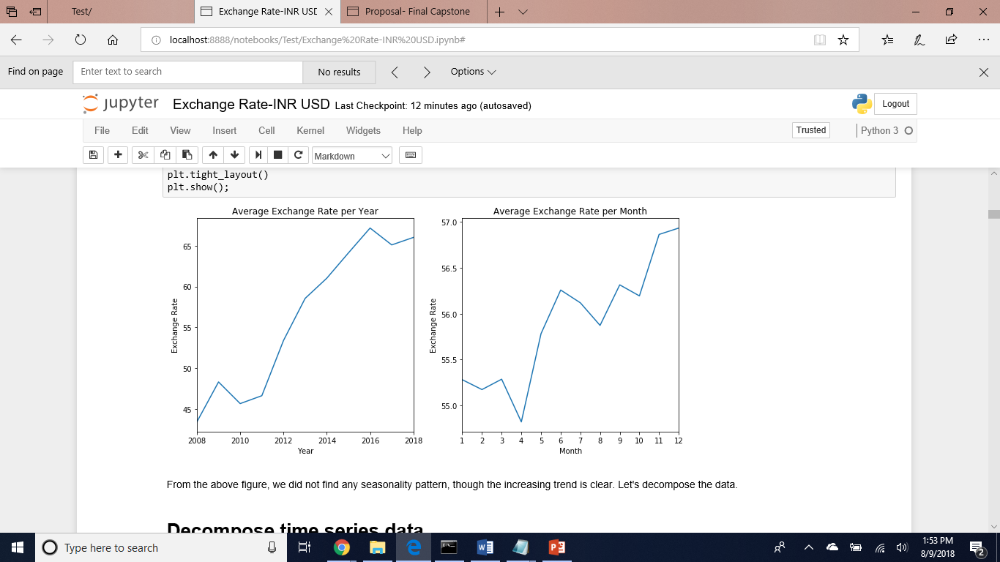 Test/
Exchange Rate-INR USD
Proposal- Final Capstone
localhost:8888/notebooks/Test/Exchange%20Rate-INR%20USD.ipynb#
Find on page
Enter text to search
No results
Options
jupyter
Exchange Rate-INR USD Last Checkpoint: 12 minutes ago (autosaved)
Logout
File Edit View Insert Cell Kernel Widgets Help
Trusted
Python 3
Markdown
plt.tight_layout()
plt.show();
Average Exchange Rate per Year
65
60
55
50
45
Exchange Rate
2008 2010 2012 2014 2016 2018
Year
Average Exchange Rate per Month
57.0
56.5
56.0
55.5
55.0
Exchange Rate
1 2 3 4 5 6 7 8 9 10 11 12
Month
From the above figure, we did not find any seasonality pattern, though the increasing trend is clear. Let's decompose the data.
Decompose time series data
Type here to search
1:53 PM
8/9/2018
2